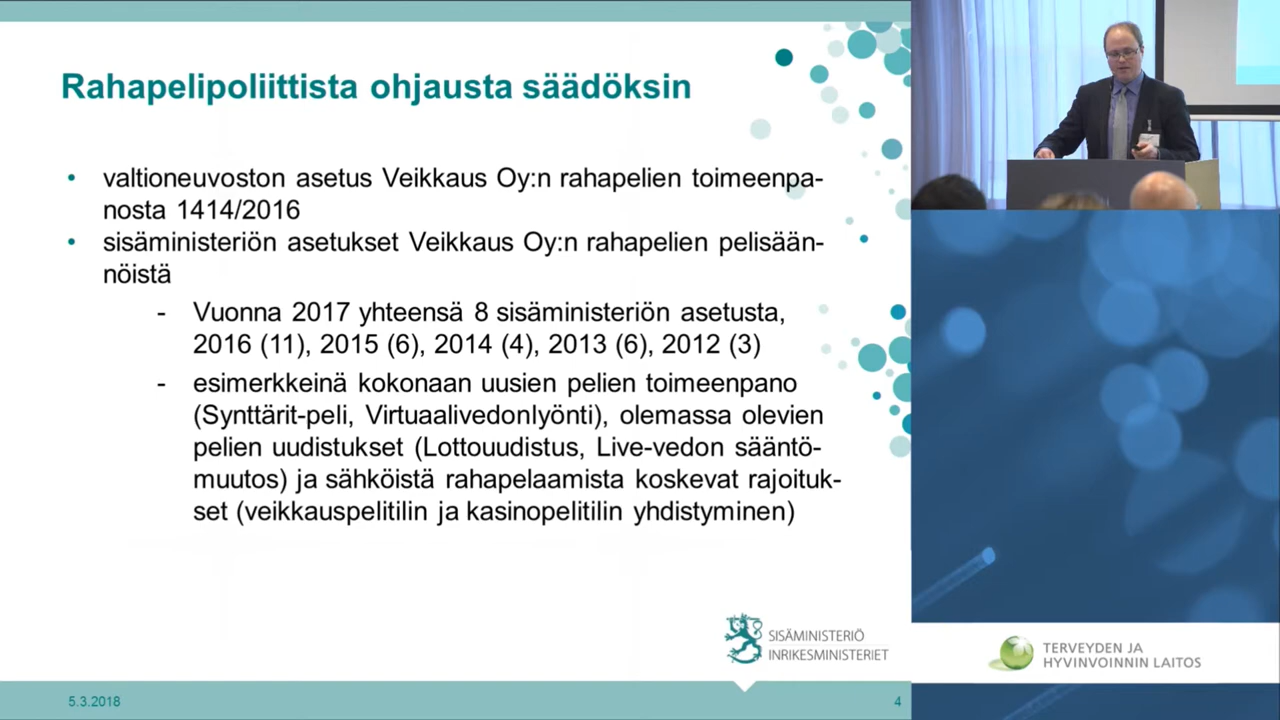 Rahapelipoliittista ohjausta säädöksin
• valtioneuvoston asetus Veikkaus Oy:n rahapelien toimeenpa-
nosta 1414/2016
• sisäministeriön asetukset Veikkaus Oy:n rahapelien pelisään-
nöistä
- Vuonna 2017 yhteensä 8 sisäministeriön asetusta,
2016 (11), 2015 (6), 2014 (4), 2013 (6), 2012 (3)
- esimerkkeinä kokonaan uusien pelien toimeenpano
(Synttärit-peli, Virtuaalivedonlyönti), olemassa olevien
pelien uudistukset (Lottouudistus, Live-vedon sääntö-
muutos) ja sähköistä rahapelaamista koskevat rajoituk-
set (veikkauspelitilin ja kasinopelitilin yhdistyminen)
SISÄMINISTERIÖ
INRIKESMINISTERIET
5.3.2018
4
TERVEYDEN JA
HYVINVOINNIN LAITOS